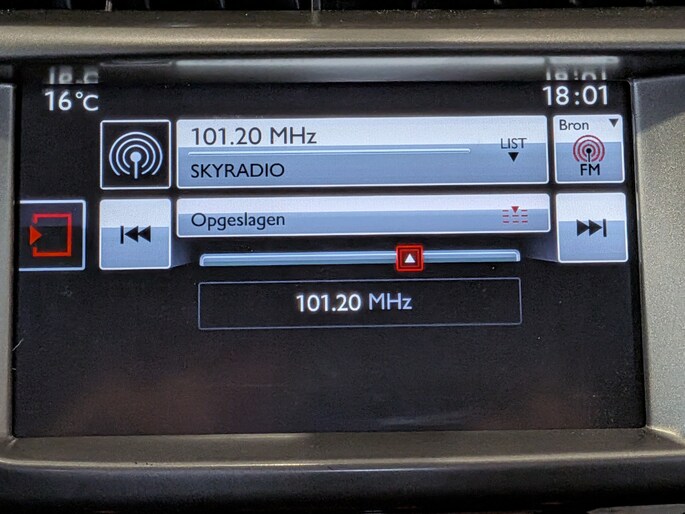 16°C
18:01
101.20 MHz
LIST
SKYRADIO
Bron
FM
Opgeslagen
101.20 MHz